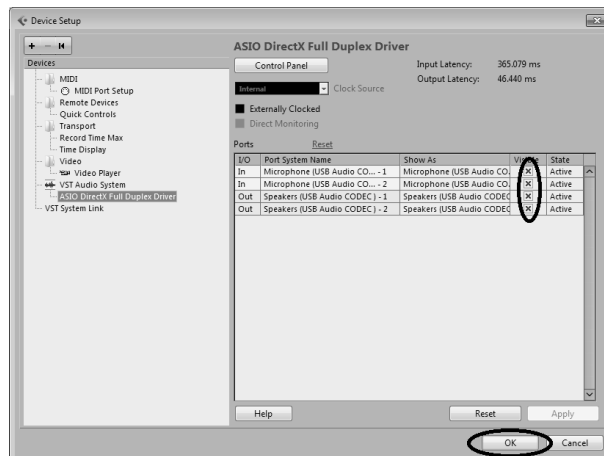 Device Setup
+ - H
Devices
MIDI
MIDI Port Setup
Remote Devices
Quick Controls
Transport
Record Time Max
Time Display
Video
Video Player
VST Audio System
ASIO DirectX Full Duplex Driver
VST System Link
ASIO DirectX Full Duplex Driver
Control Panel
Input Latency: 365.079 ms
Output Latency: 46.440 ms
Internal Clock Source
Externally Clocked
Direct Monitoring
Ports Reset
I/O Port System Name Show As Visible State
In Microphone (USB Audio CO... - 1 Microphone (USB Audio CO. Active
In Microphone (USB Audio CO... - 2 Microphone (USB Audio CO. Active
Out Speakers (USB Audio CODEC ) - 1 Speakers (USB Audio CODEC Active
Out Speakers (USB Audio CODEC ) - 2 Speakers (USB Audio CODEC Active
Help Reset Apply
OK Cancel